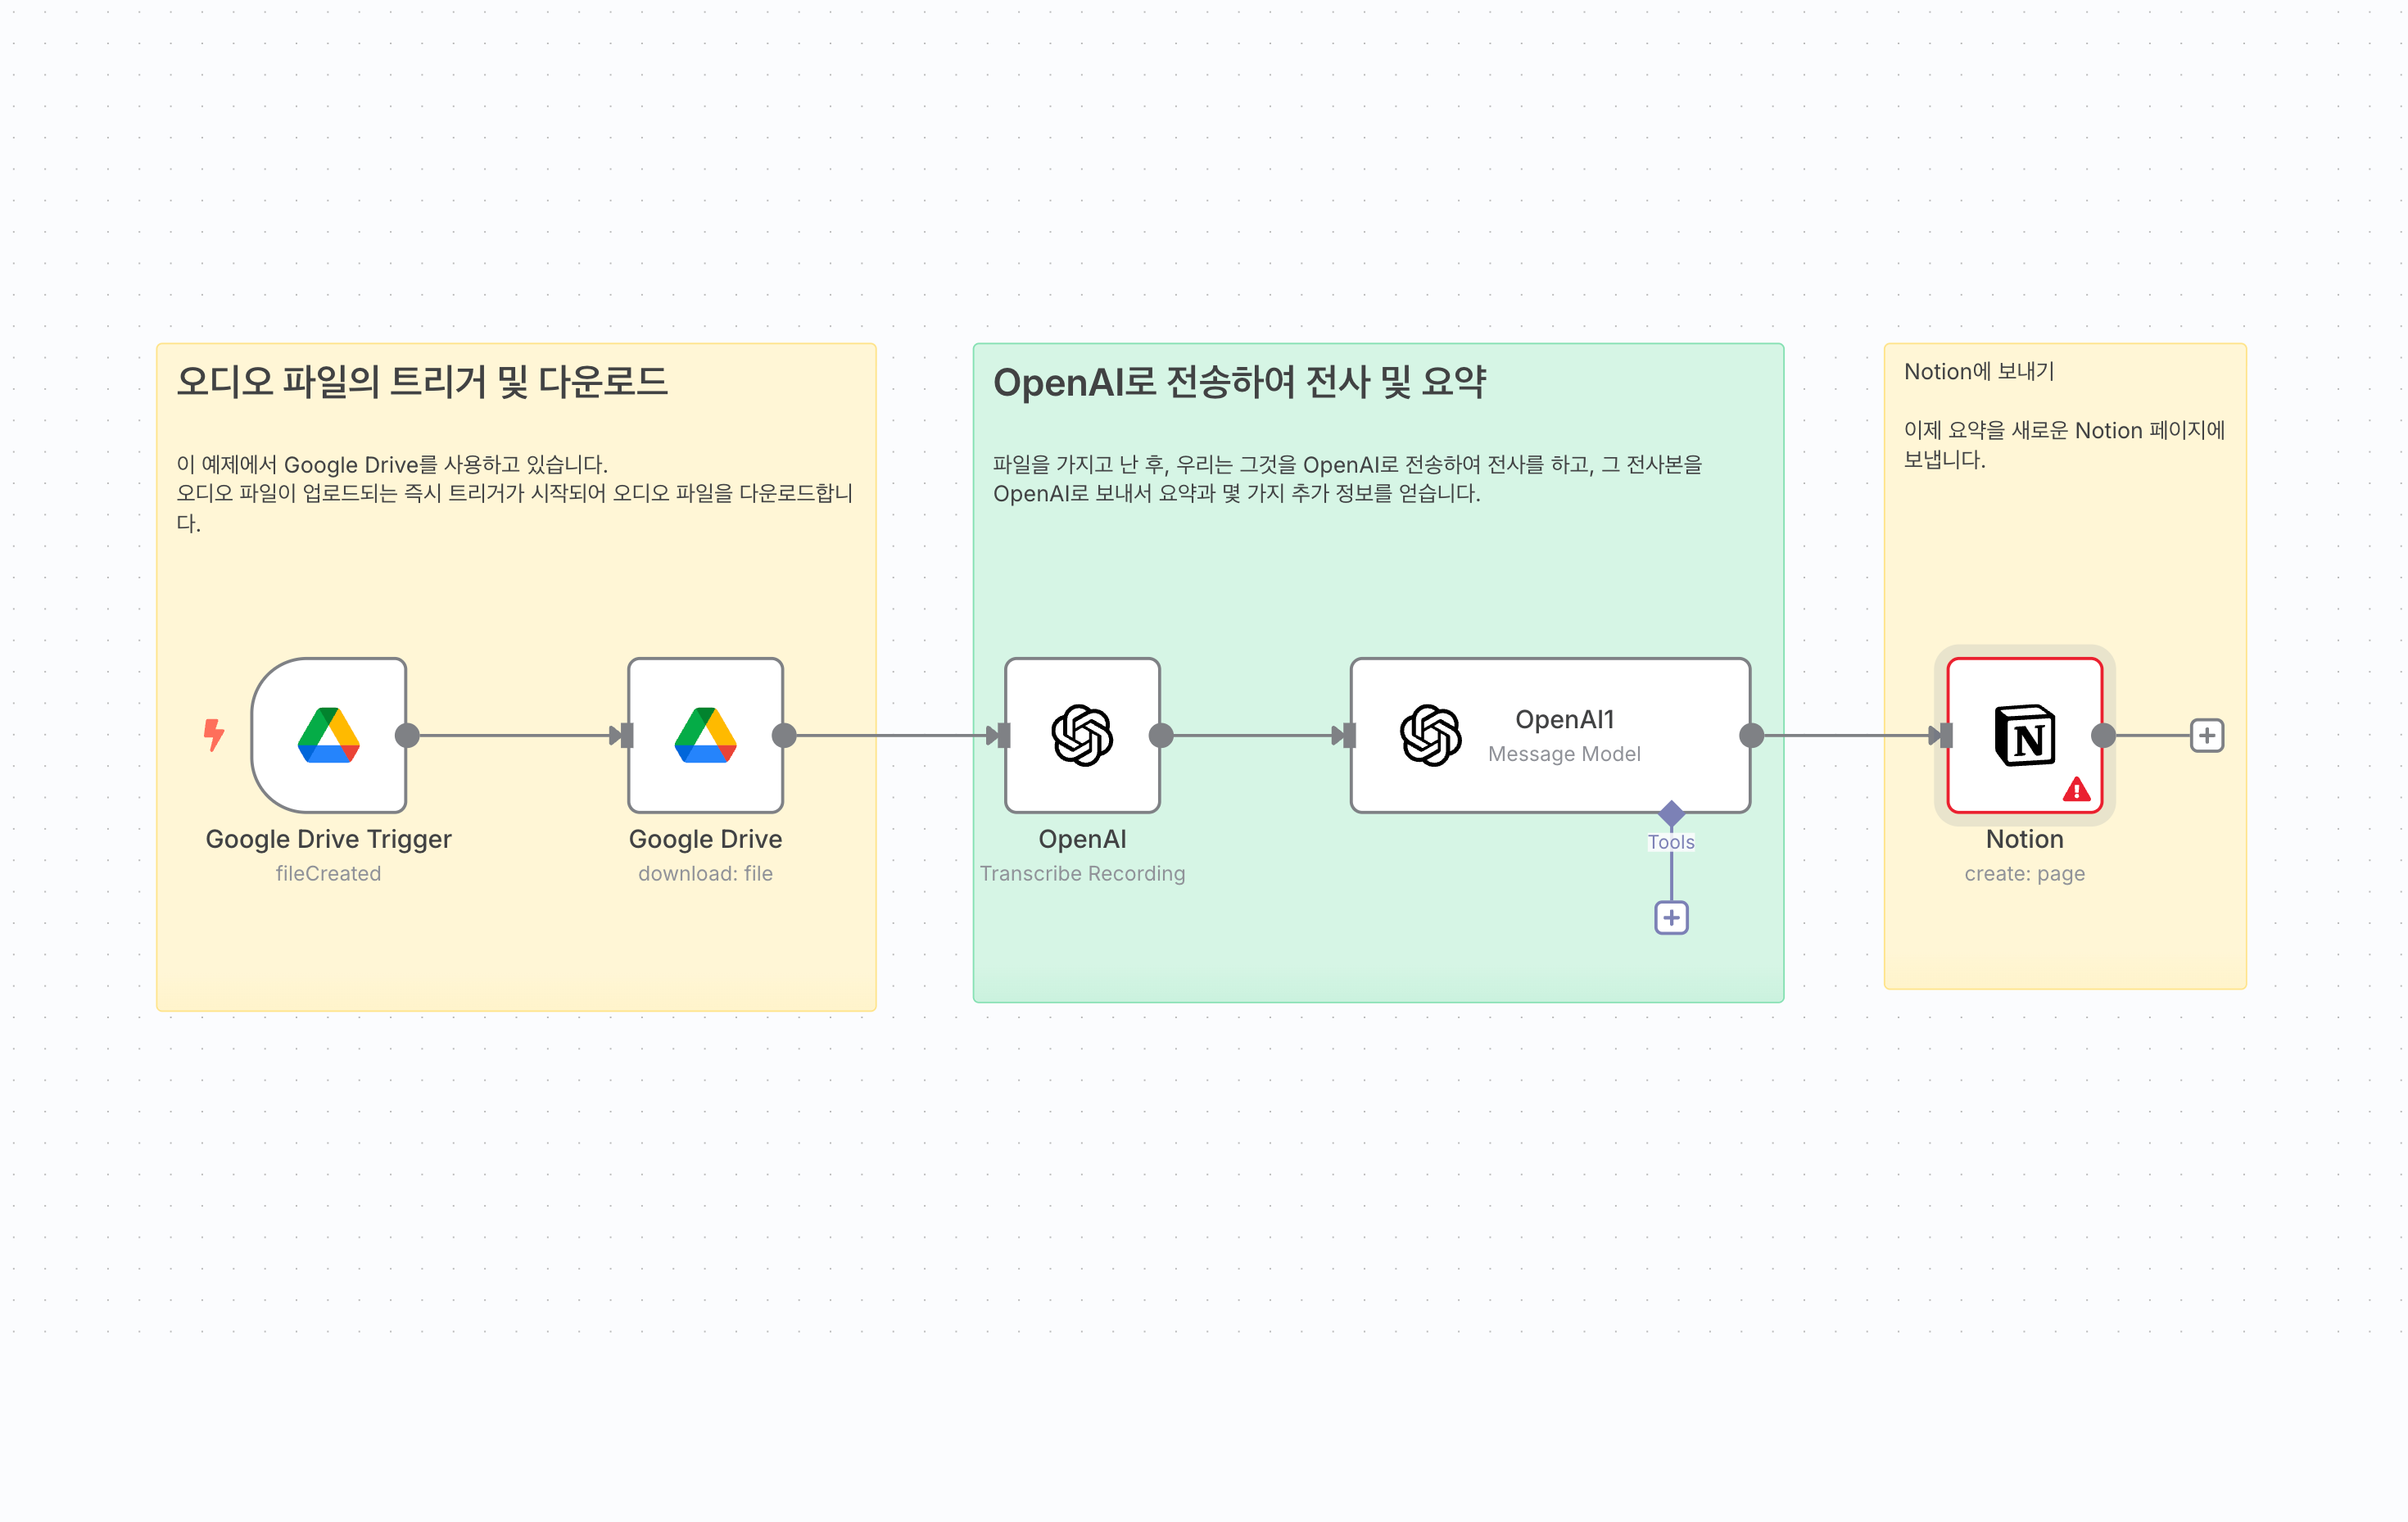 오디오 파일의 트리거 및 다운로드
이 예제에서 Google Drive를 사용하고 있습니다.
오디오 파일이 업로드되는 즉시 트리거가 시작되어 오디오 파일을 다운로드합니
다.
Google Drive Trigger
fileCreated
Google Drive
download: file
OpenAI로 전송하여 전사 및 요약
파일을 가지고 난 후, 우리는 그것을 OpenAI로 전송하여 전사를 하고, 그 전사본을
OpenAI로 보내서 요약과 몇 가지 추가 정보를 얻습니다.
OpenAI
Transcribe Recording
OpenAI1
Message Model
Tools
Notion에 보내기
이제 요약을 새로운 Notion 페이지에
보냅니다.
N
Notion
create: page